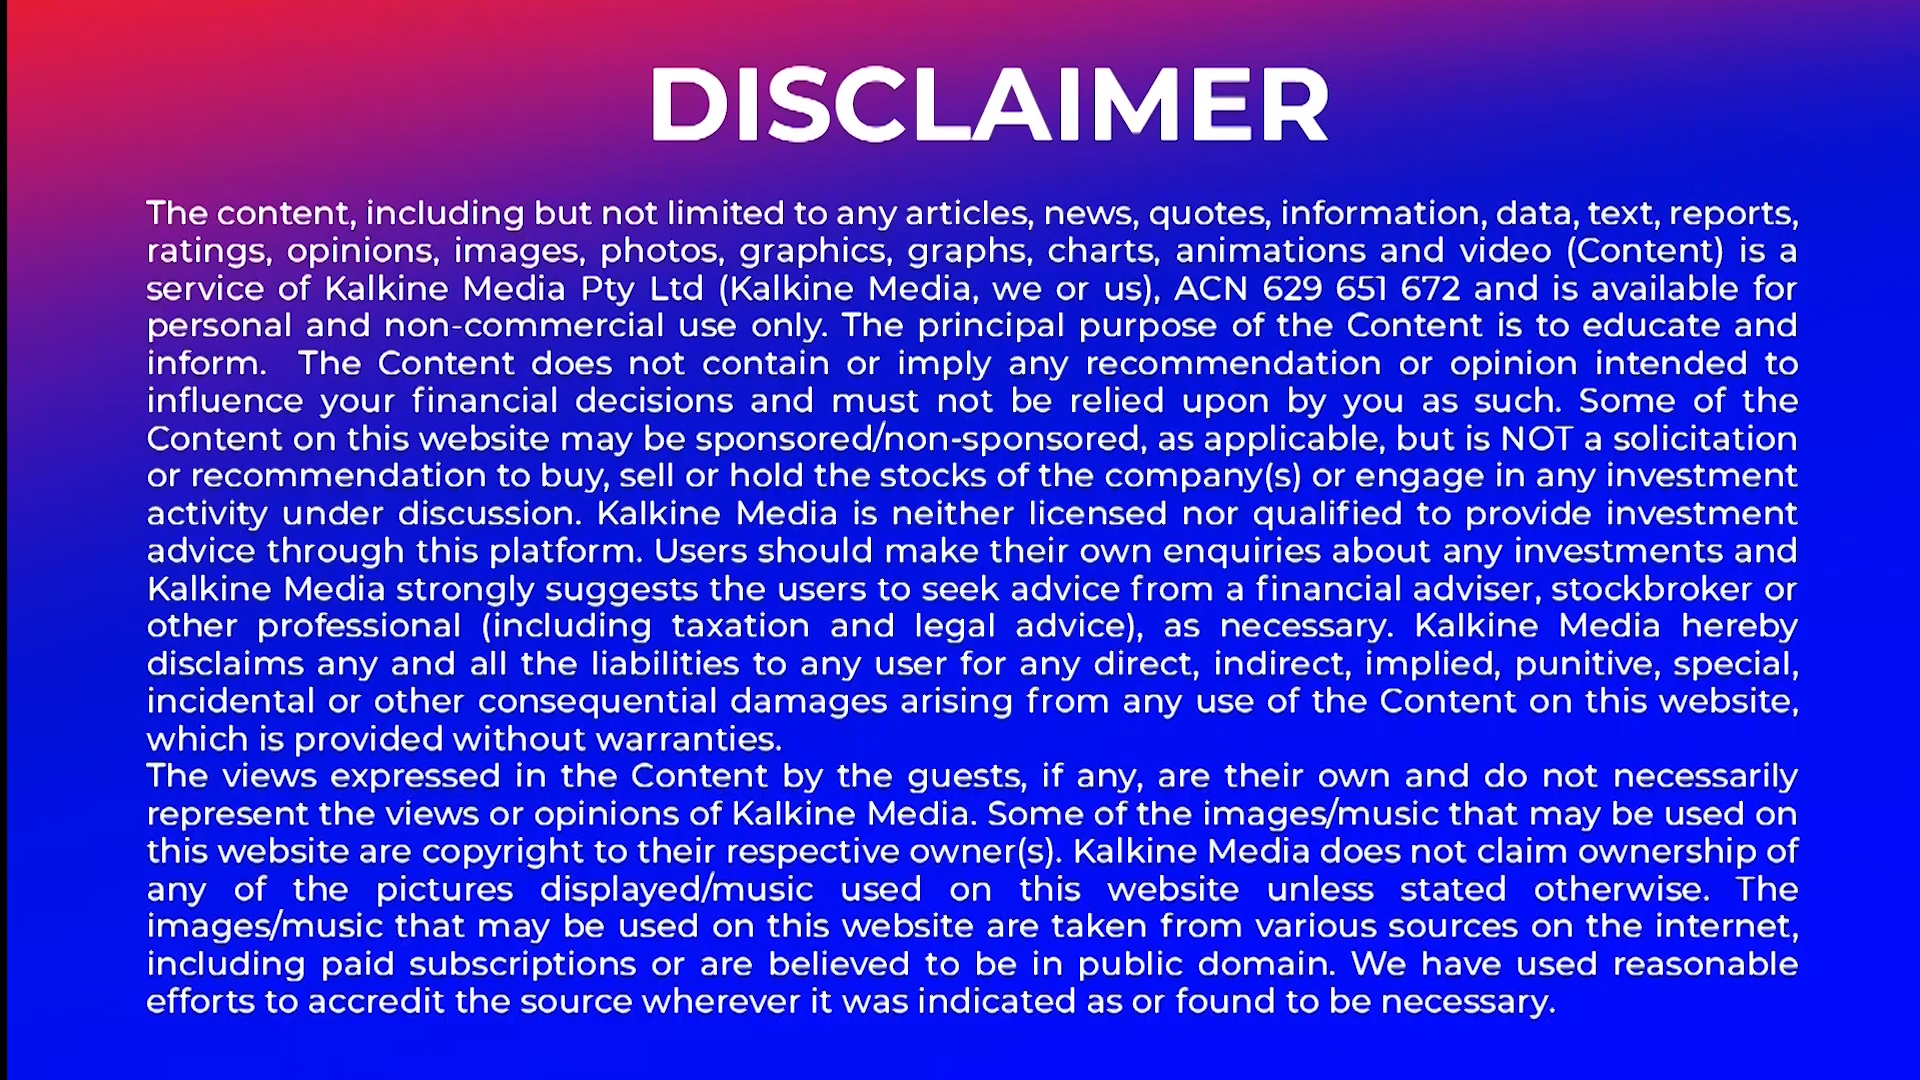 DISCLAIMER
The content, including but not limited to any articles, news, quotes, information, data, text, reports,
ratings, opinions, images, photos, graphics, graphs, charts, animations and video (Content) is a
service of Kalkine Media Pty Ltd (Kalkine Media, we or us), ACN 629 651 672 and is available for
personal and non-commercial use only. The principal purpose of the Content is to educate and
inform. The Content does not contain or imply any recommendation or opinion intended to
influence your financial decisions and must not be relied upon by you as such. Some of the
Content on this website may be sponsored/non-sponsored, as applicable, but is NOT a solicitation
or recommendation to buy, sell or hold the stocks of the company(s) or engage in any investment
activity under discussion. Kalkine Media is neither licensed nor qualified to provide investment
advice through this platform. Users should make their own enquiries about any investments and
Kalkine Media strongly suggests the users to seek advice from a financial adviser, stockbroker or
other professional (including taxation and legal advice), as necessary. Kalkine Media hereby
disclaims any and all the liabilities to any user for any direct, indirect, implied, punitive, special,
incidental or other consequential damages arising from any use of the Content on this website,
which is provided without warranties.
The views expressed in the Content by the guests, if any, are their own and do not necessarily
represent the views or opinions of Kalkine Media. Some of the images/music that may be used on
this website are copyright to their respective owner(s). Kalkine Media does not claim ownership of
any of the pictures displayed/music used on this website unless stated otherwise. The
images/music that may be used on this website are taken from various sources on the internet,
including paid subscriptions or are believed to be in public domain. We have used reasonable
efforts to accredit the source wherever it was indicated as or found to be necessary.